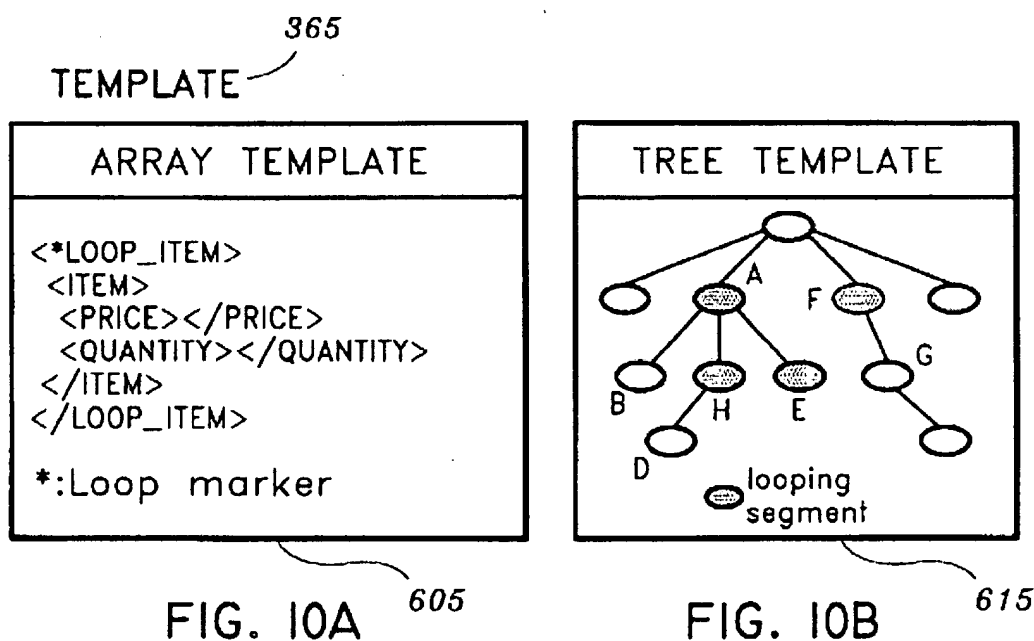 365
TEMPLATE
ARRAY TEMPLATE
<*LOOP_ITEM>
<ITEM>
<PRICE></PRICE>
<QUANTITY></QUANTITY>
</ITEM>
</LOOP_ITEM>
*:Loop marker
605
FIG. 10A
TREE TEMPLATE
A
F
B
H
E
G
D
looping
segment
615
FIG. 10B